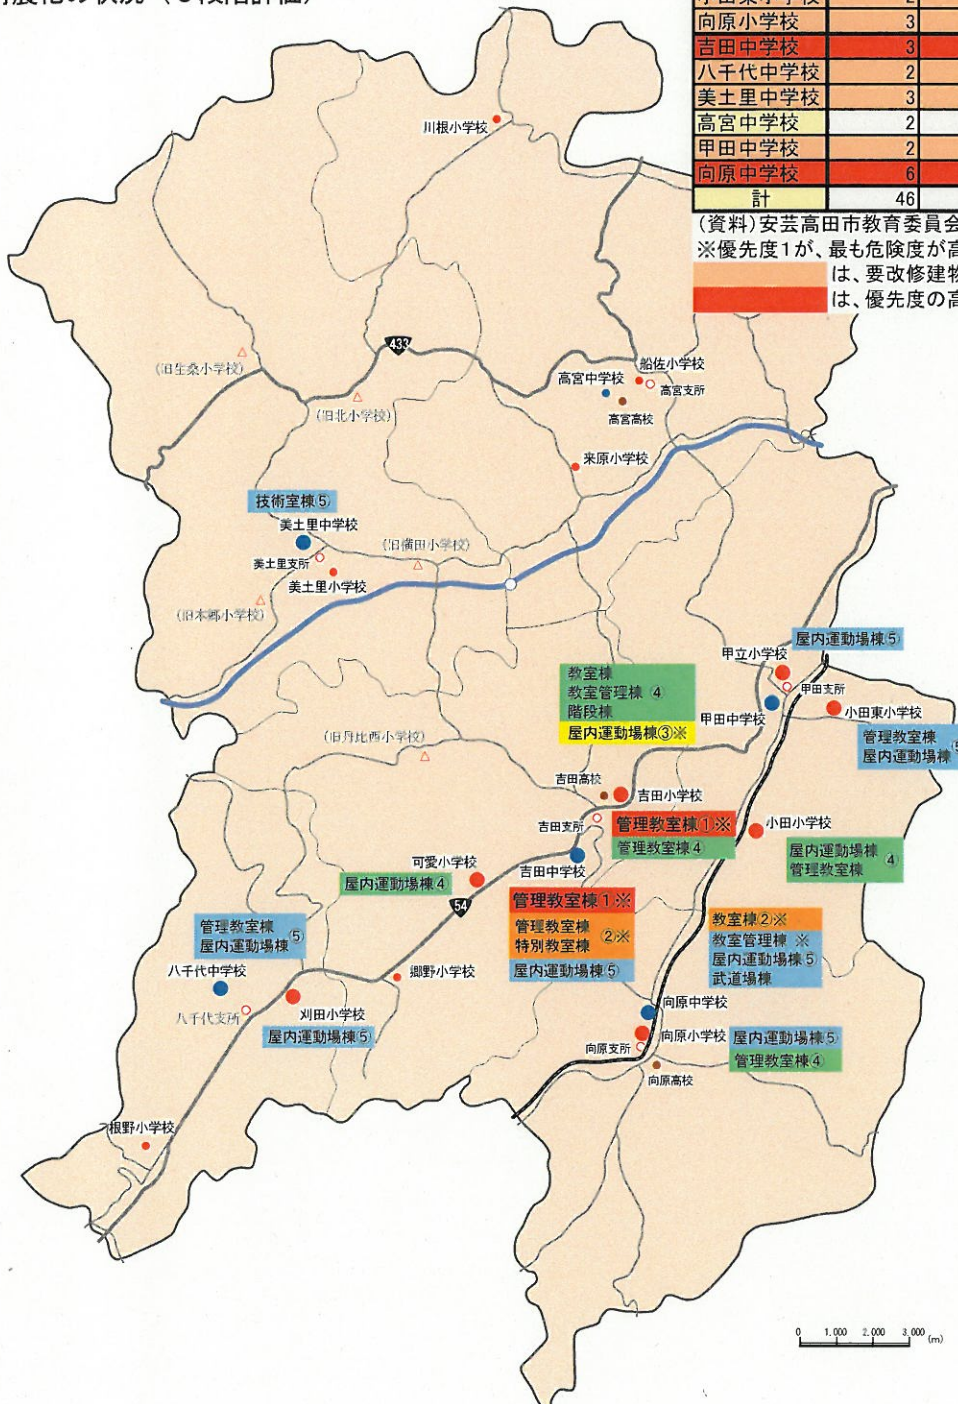 向原小学校 3
吉田中学校 3
八千代中学校 2
美土里中学校 3
高宮中学校 2
甲田中学校 2
向原中学校 6
計 46
(資料)安芸高田市教育委員会
※優先度1が、最も危険度が高
は、要改修建物
は、優先度の高
川根小学校
433
(旧生桑小学校)
(旧北小学校)
船佐小学校
高宮中学校
高宮支所
高宮高校
来原小学校
技術室棟⑤
美土里中学校
(旧横田小学校)
美土里支所
美土里小学校
(旧本郷小学校)
屋内運動場棟⑤
甲立小学校
教室棟
教室管理棟 ④
階段棟
屋内運動場棟③※
甲田支所
甲田中学校
小田東小学校
管理教室棟
屋内運動場棟
(旧丹比西小学校)
吉田高校
吉田小学校
吉田支所
管理教室棟①※
管理教室棟④
小田小学校
屋内運動場棟 ④
管理教室棟
吉田中学校
可愛小学校
屋内運動場棟④
54
管理教室棟①※
管理教室棟 ②※
特別教室棟
屋内運動場棟⑤
教室棟②※
教室管理棟 ※
屋内運動場棟⑤
武道場棟
管理教室棟 ⑤
屋内運動場棟
八千代中学校
郷野小学校
八千代支所
刈田小学校
屋内運動場棟⑤
向原中学校
向原小学校
屋内運動場棟⑤
管理教室棟④
向原支所
向原高校
根野小学校
0 1,000 2,000 3,000 (m)